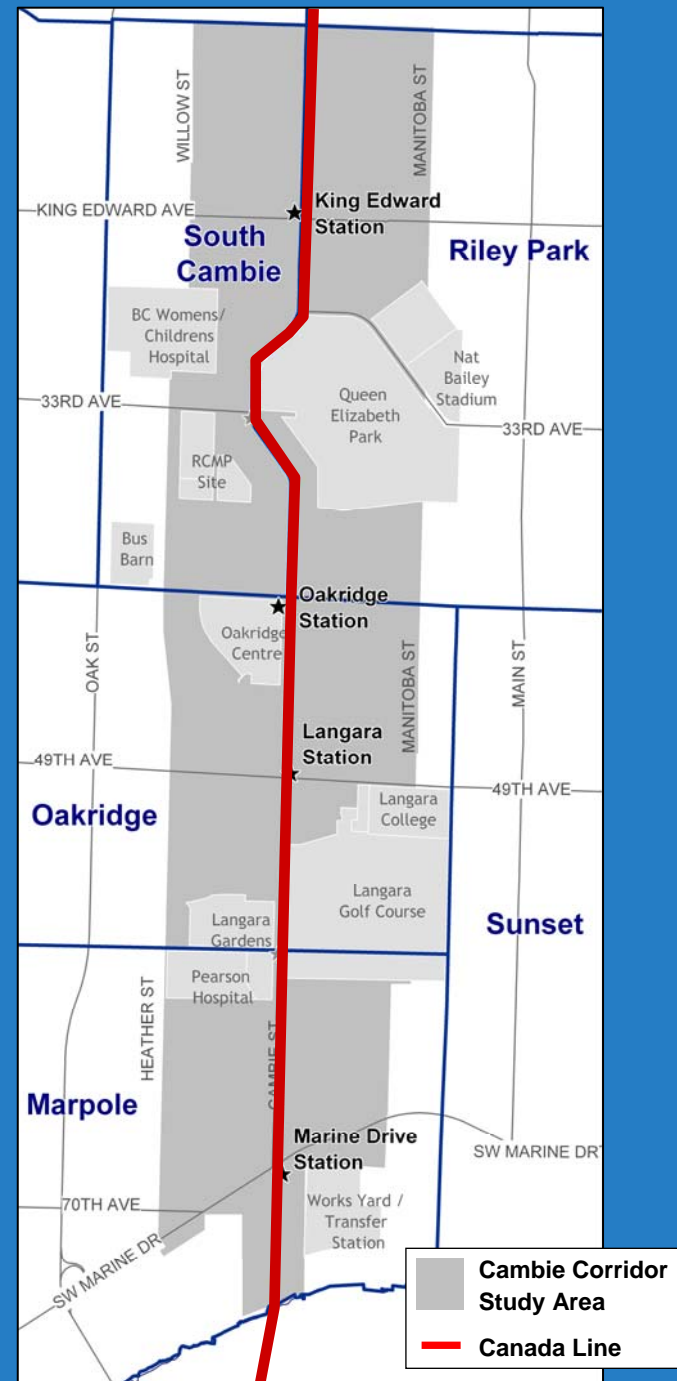 WILLOW ST
MANITOBA ST
KING EDWARD AVE
King Edward
Station
South
Cambie
Riley Park
BC Womens/
Childrens
Hospital
Nat
Bailey
Stadium
Queen
Elizabeth
Park
33RD AVE
33RD AVE
RCMP
Site
Bus
Barn
Oakridge
Station
Oakridge
Centre
OAK ST
MANITOBA ST
MAIN ST
Langara
Station
49TH AVE
49TH AVE
Langara
College
Oakridge
Langara
Golf Course
Langara
Gardens
Sunset
Pearson
Hospital
HEATHER ST
CAMBIE ST
Marpole
Marine Drive
Station
SW MARINE DR
70TH AVE
Works Yard /
Transfer
Station
SW MARINE DR
Cambie Corridor
Study Area
Canada Line